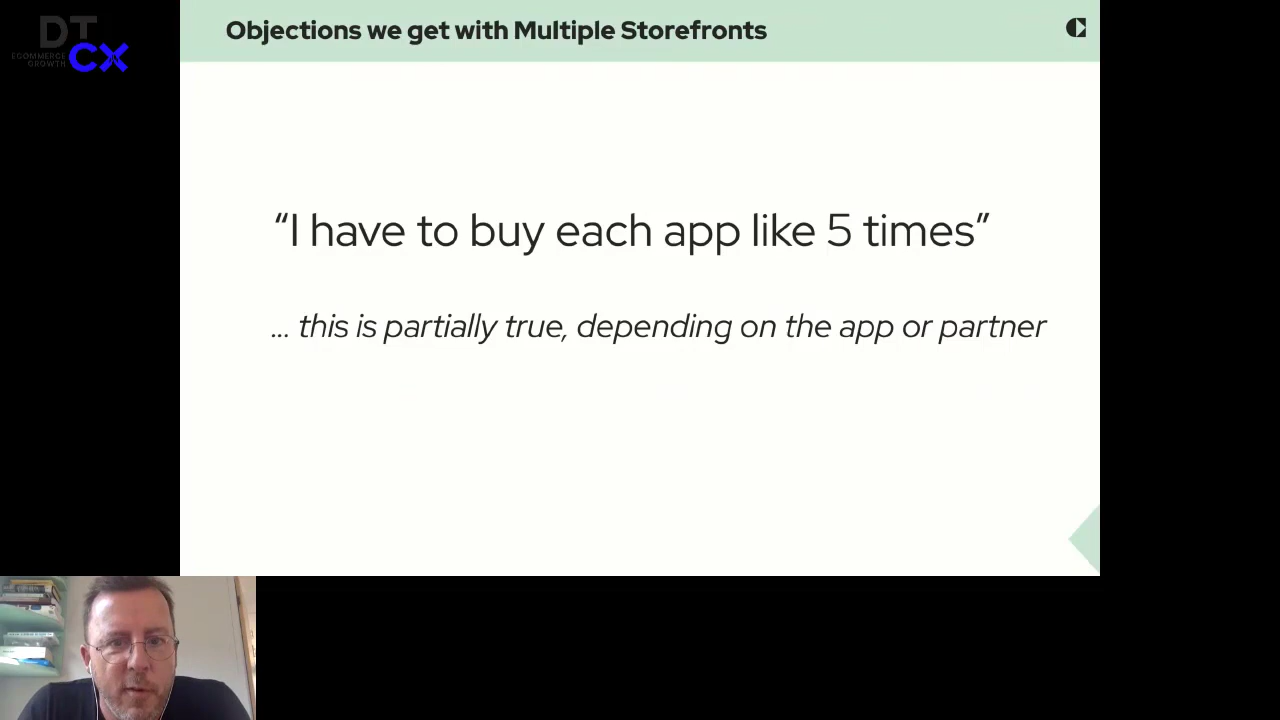 Objections we get with Multiple Storefronts
DT
ECOMMERCE
GROWTH
CX
“I have to buy each app like 5 times”
... this is partially true, depending on the app or partner